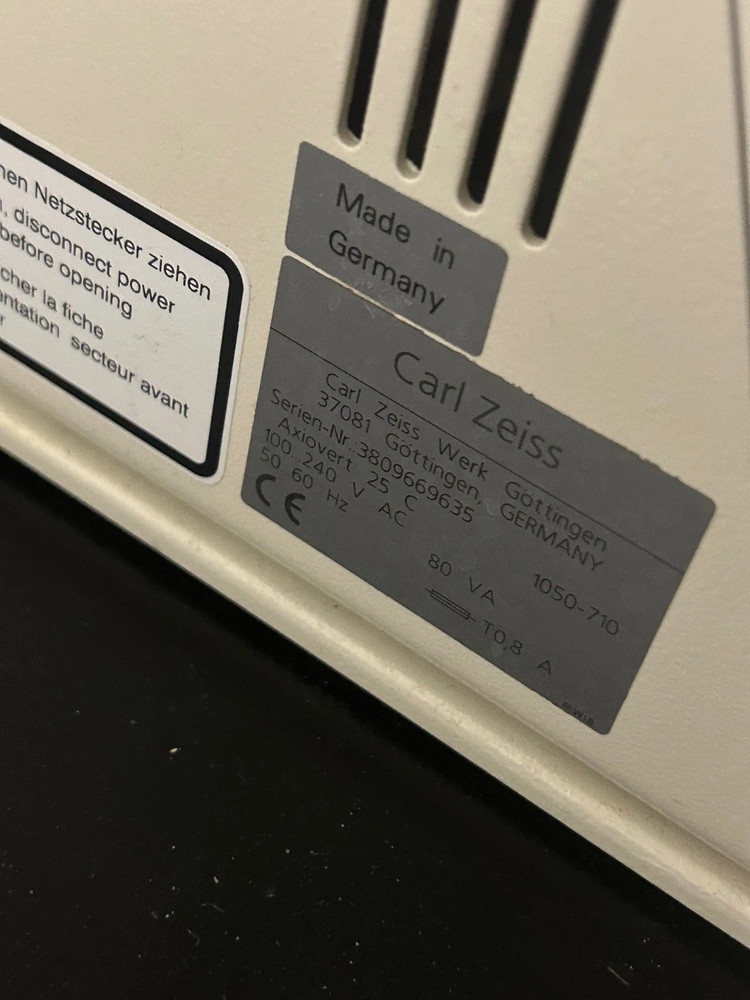 nen Netzstecker ziehen
, disconnect power
before opening
cher la fiche
entation secteur avant
r
Made in
Germany
Carl Zeiss
Carl Zeiss Werk Göttingen
37081 Göttingen, GERMANY
Serien-Nr.:3809669635
Axiovert 25 C 1050-710
100...240 V AC
50...60 Hz 80 VA
CE T0,8 A